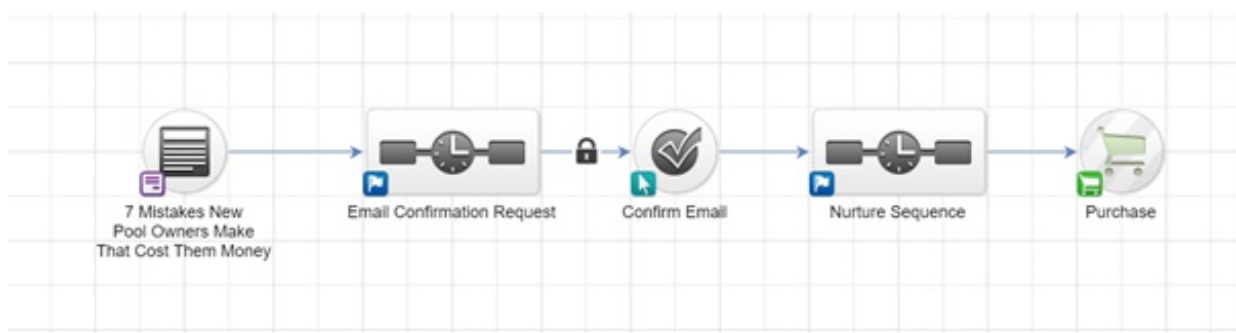 7 Mistakes New
Pool Owners Make
That Cost Them Money
Email Confirmation Request
Confirm Email
Nurture Sequence
Purchase